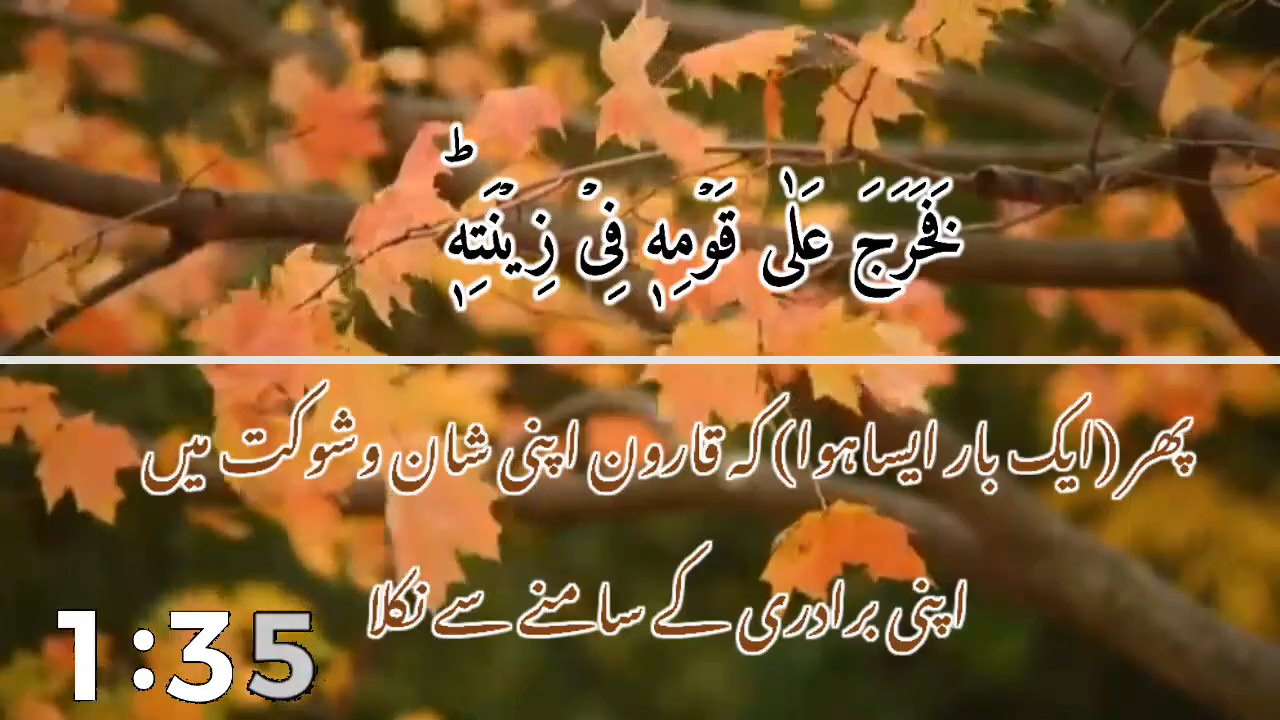 فَخَرَجَ عَلٰى قَوۡمِهٖ فِىۡ زِيۡنَتِهٖ‌ؕ
پھر (ایک بار ایسا ہوا) کہ قارون اپنی شان و شوکت میں
اپنی برادری کے سامنے سے نکلا
1:35